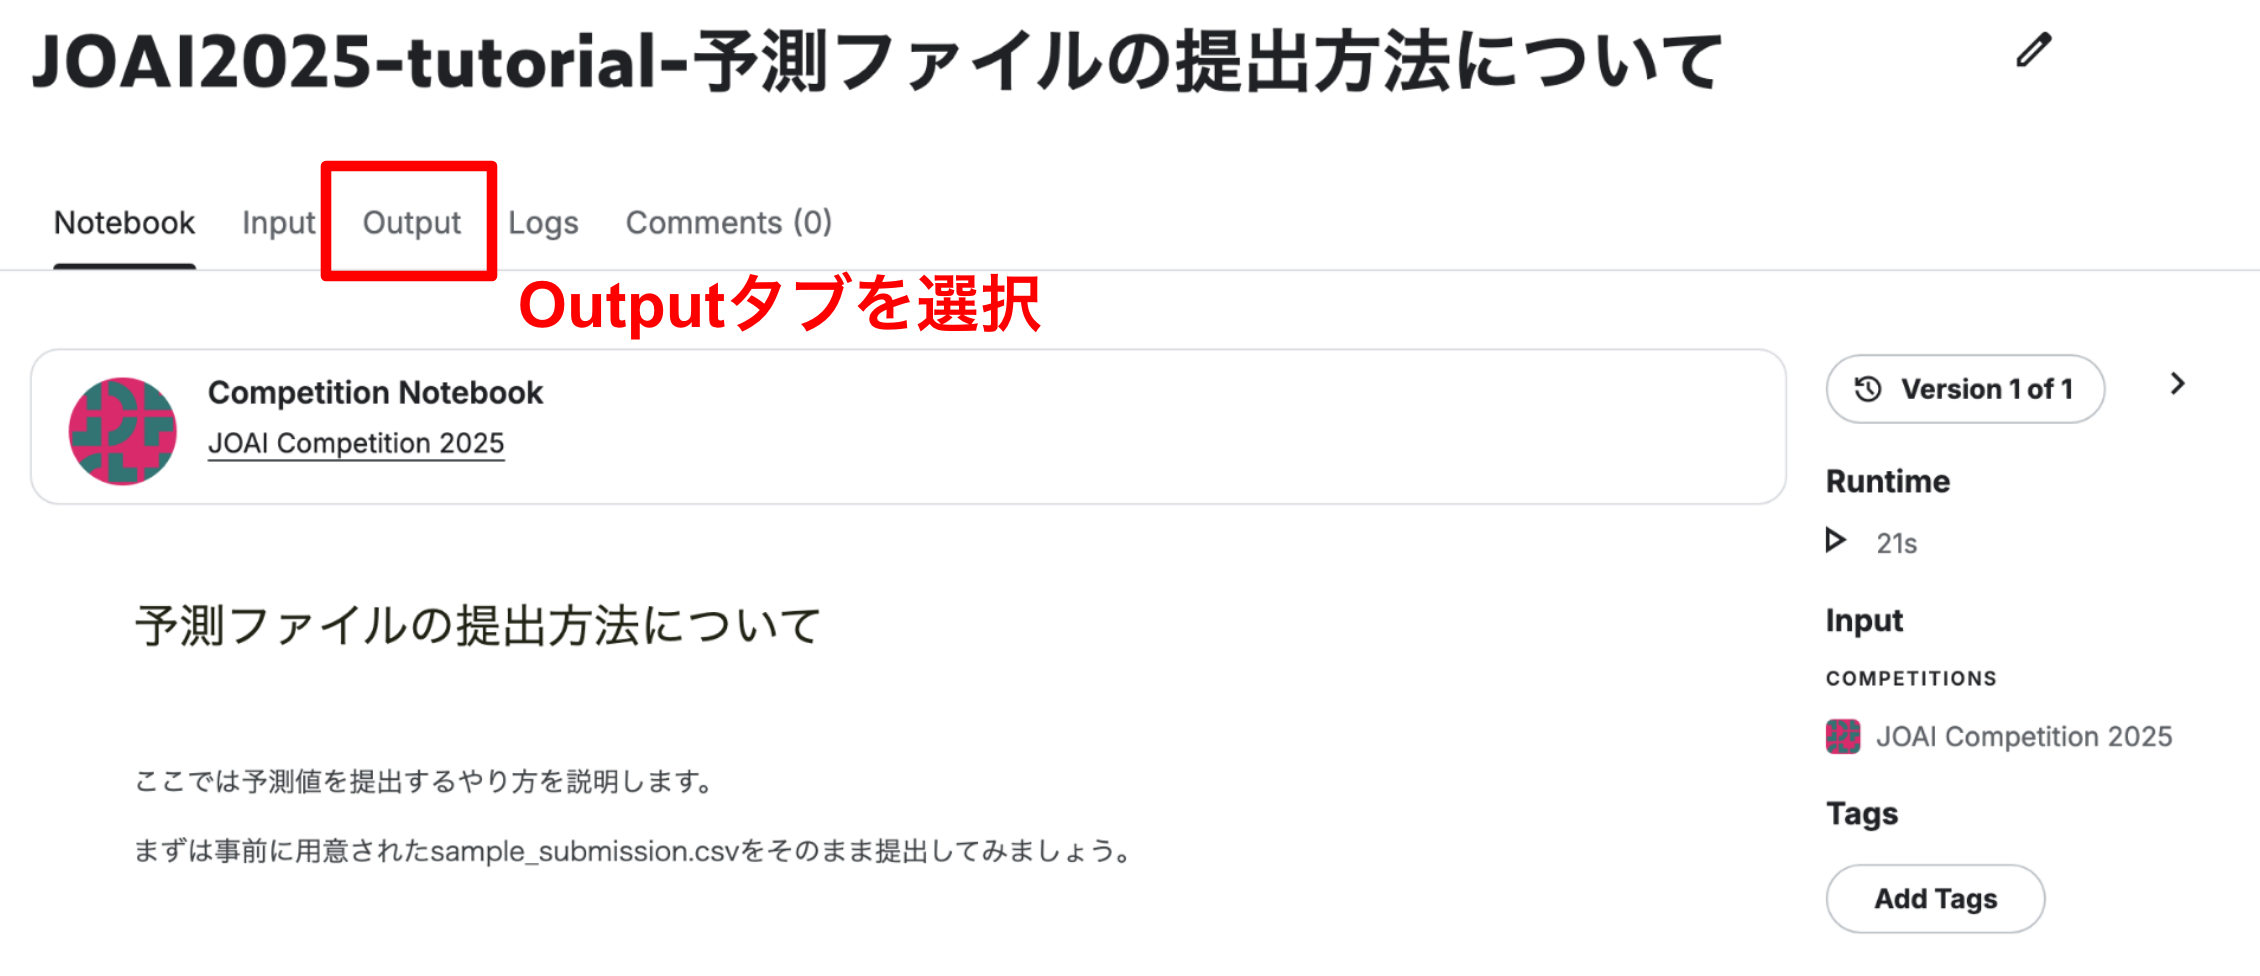 JOAI2025-tutorial-予測ファイルの提出方法について
Notebook Input Output Logs Comments (0)
Outputタブを選択
Competition Notebook
JOAI Competition 2025
Version 1 of 1
Runtime
21s
Input
COMPETITIONS
JOAI Competition 2025
Tags
Add Tags
予測ファイルの提出方法について
ここでは予測値を提出するやり方を説明します。
まずは事前に用意されたsample_submission.csvをそのまま提出してみましょう。